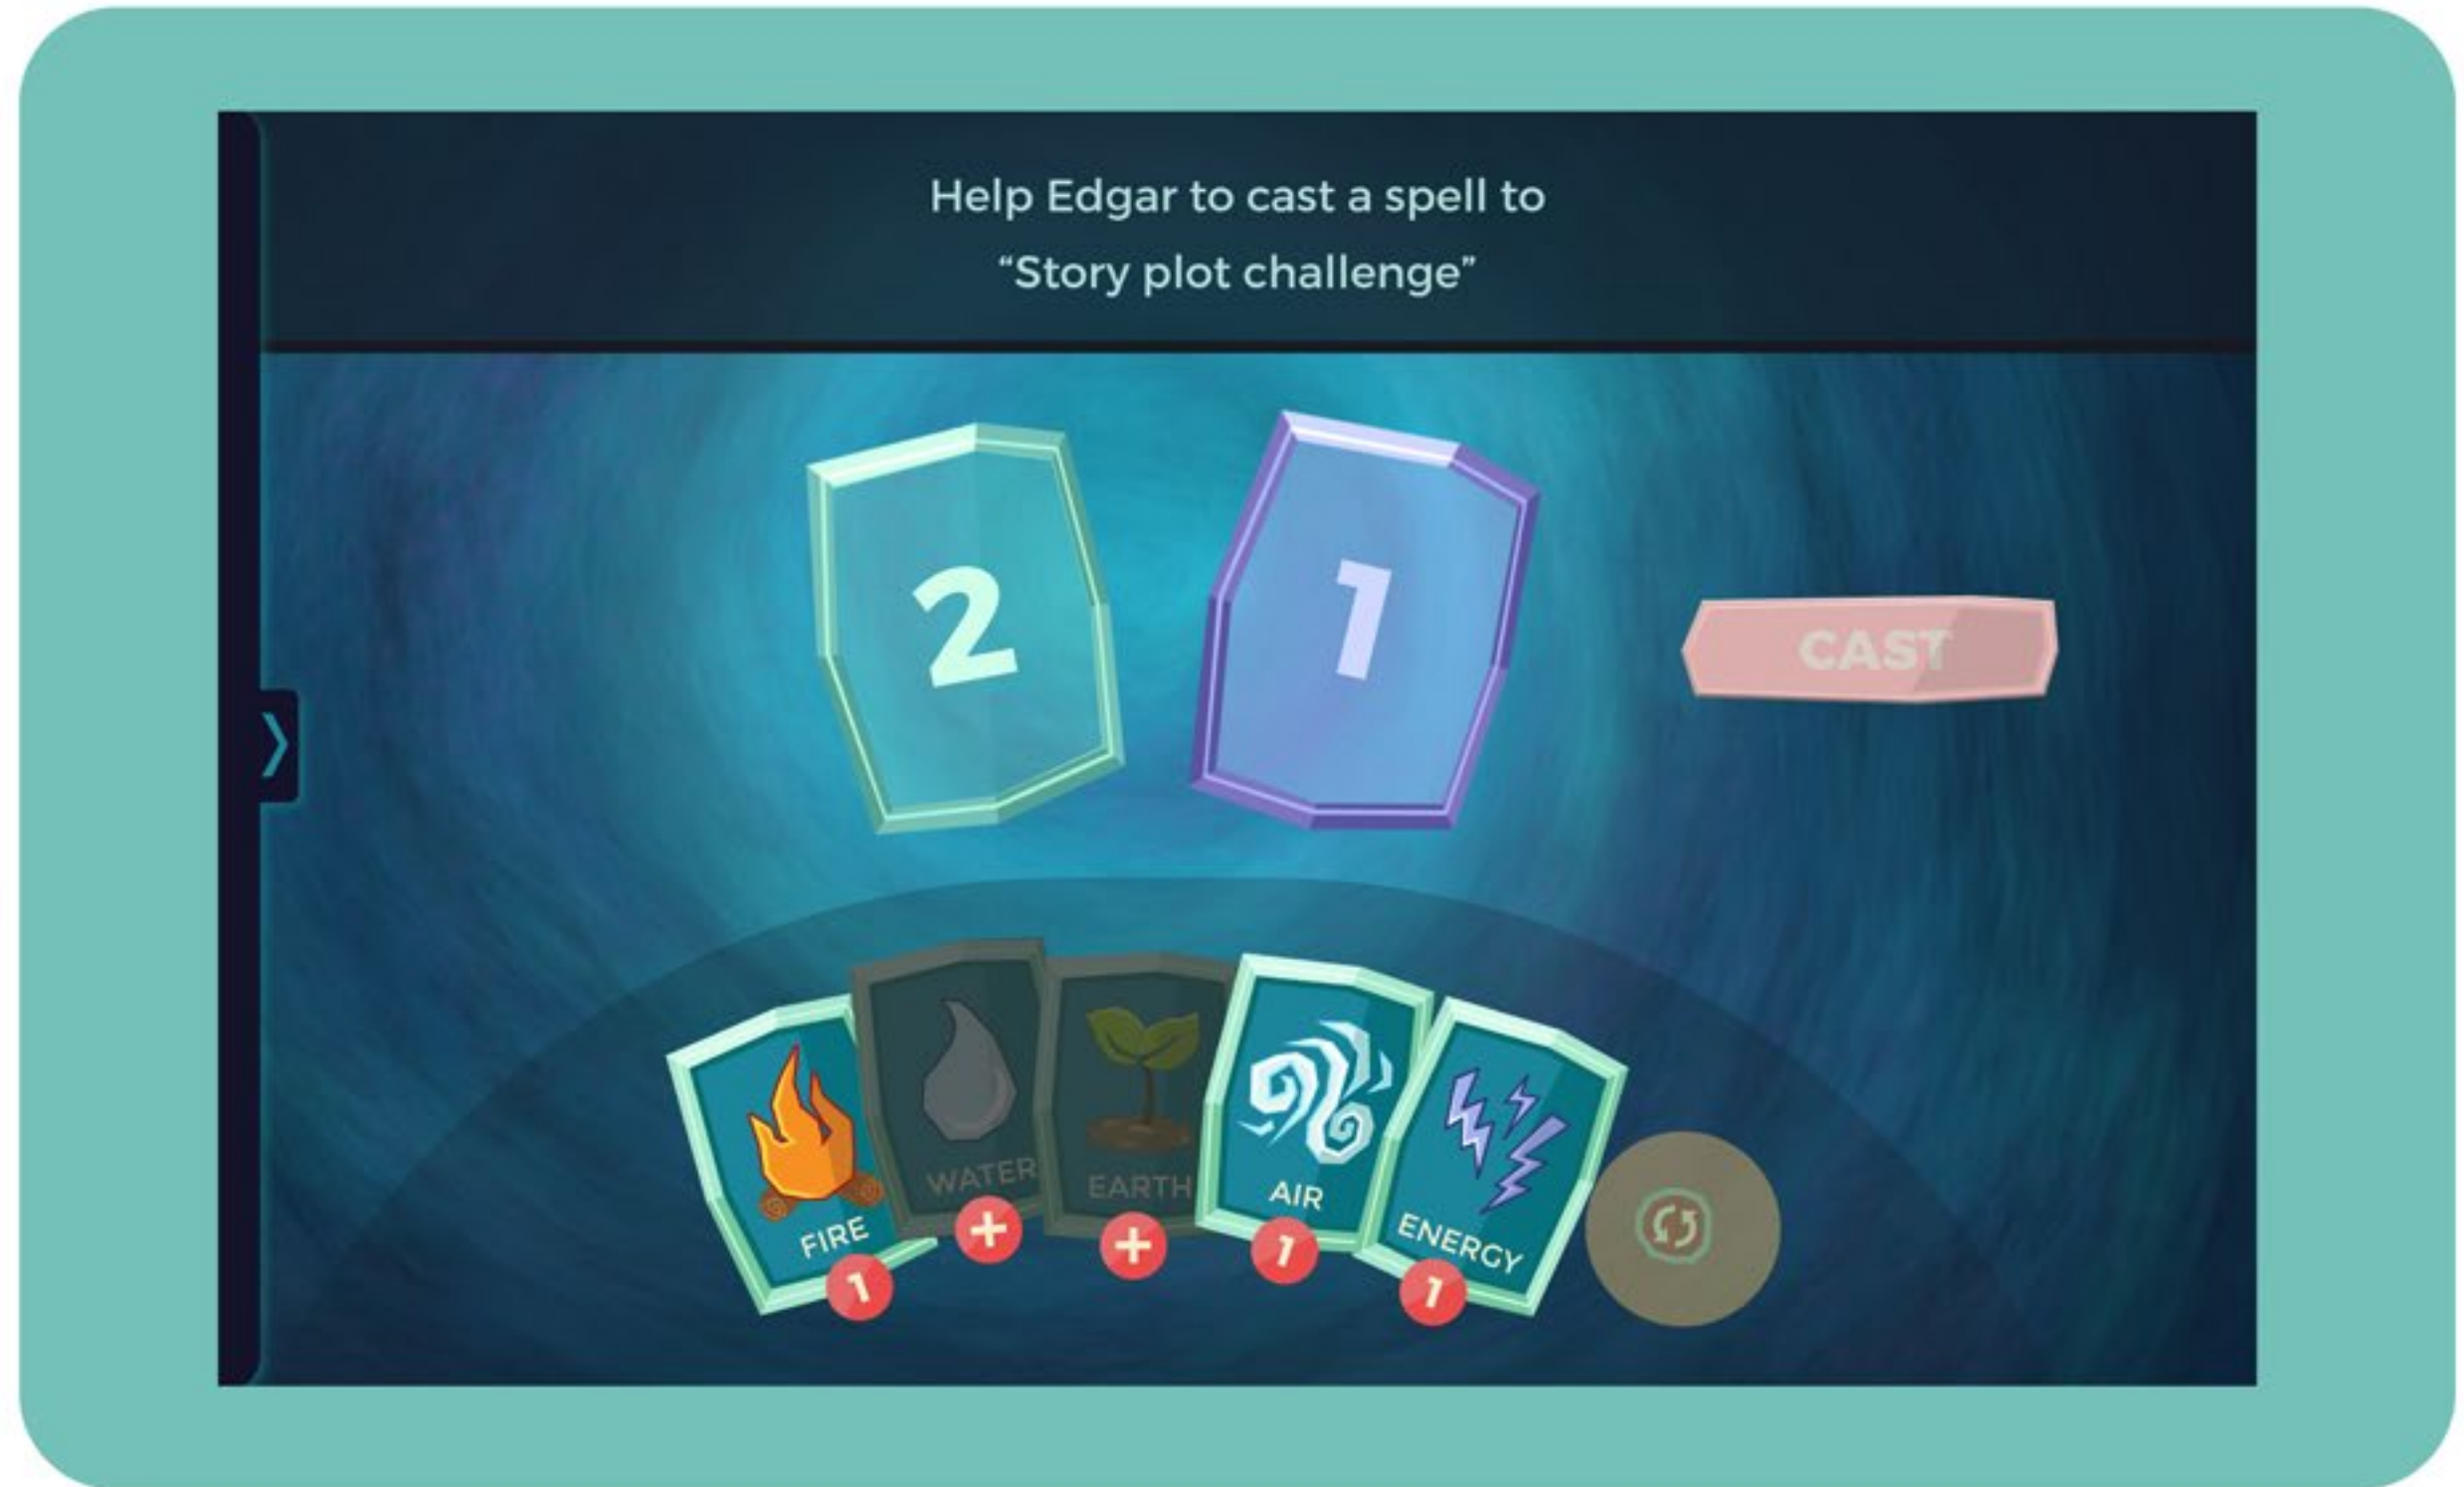 Help Edgar to cast a spell to
“Story plot challenge”
2
1
CAST
FIRE
WATER
EARTH
AIR
ENERGY
1
+
+
1
1